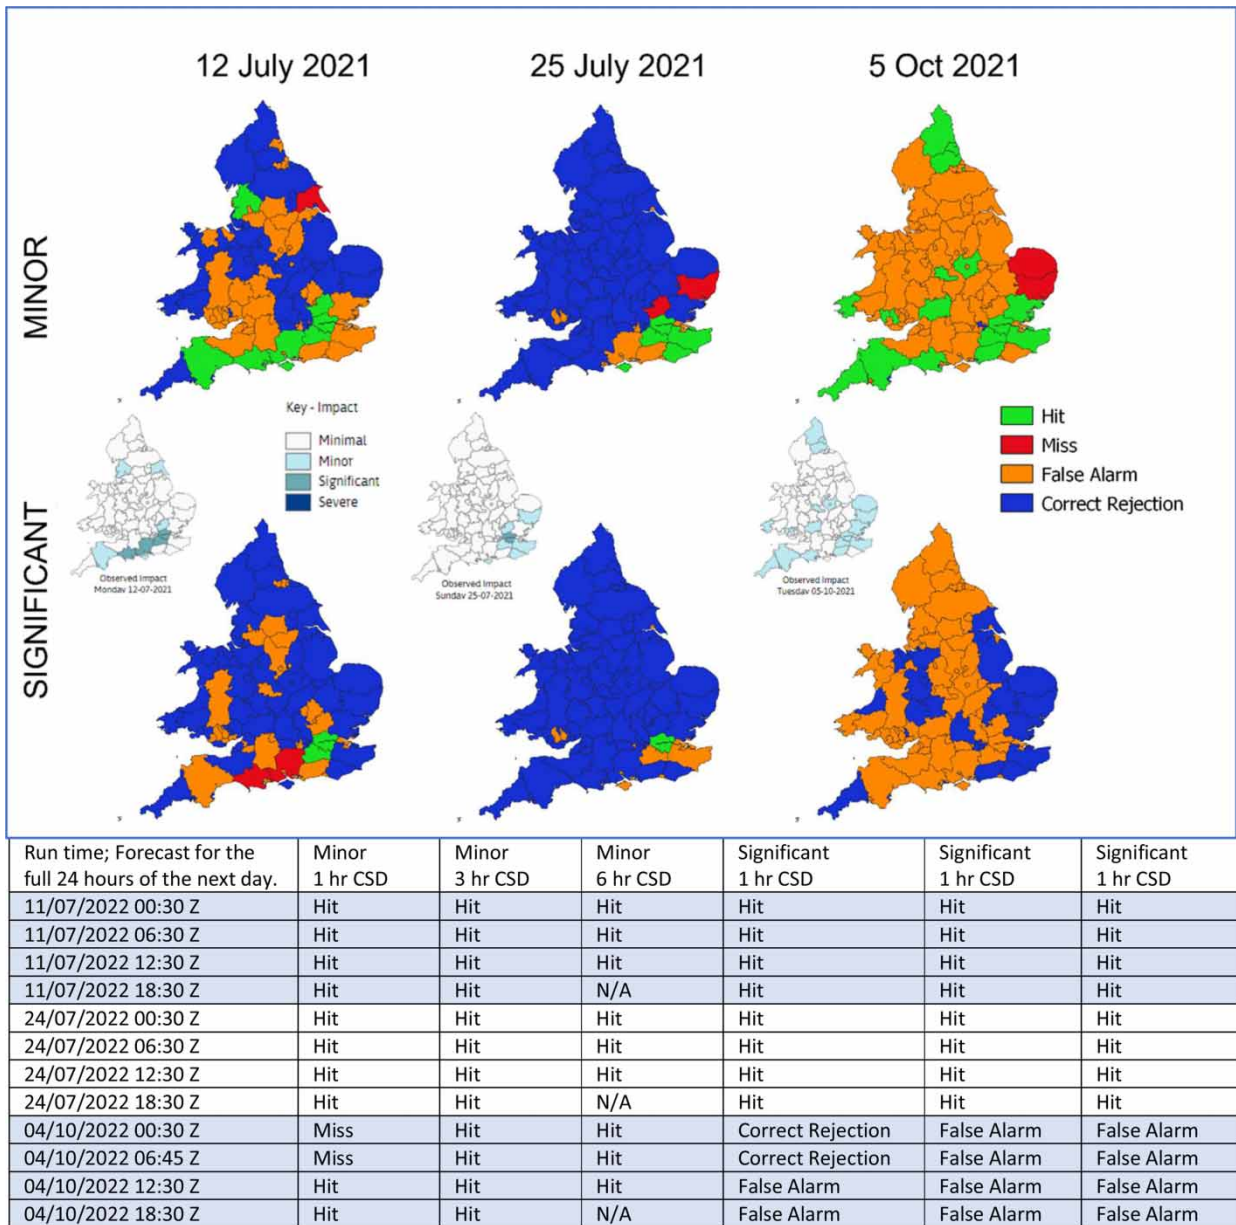 12 July 2021
25 July 2021
5 Oct 2021
MINOR
Key - Impact
Minimal
Minor
Significant
Severe
Hit
Miss
False Alarm
Correct Rejection
SIGNIFICANT
Observed Impact
Monday 12-07-2021
Observed Impact
Sunday 25-07-2021
Observed Impact
Tuesday 05-10-2021
Run time; Forecast for the full 24 hours of the next day. Minor 1 hr CSD Minor 3 hr CSD Minor 6 hr CSD Significant 1 hr CSD Significant 1 hr CSD Significant 1 hr CSD
11/07/2022 00:30 Z Hit Hit Hit Hit Hit Hit
11/07/2022 06:30 Z Hit Hit Hit Hit Hit Hit
11/07/2022 12:30 Z Hit Hit Hit Hit Hit Hit
11/07/2022 18:30 Z Hit Hit N/A Hit Hit Hit
24/07/2022 00:30 Z Hit Hit Hit Hit Hit Hit
24/07/2022 06:30 Z Hit Hit Hit Hit Hit Hit
24/07/2022 12:30 Z Hit Hit Hit Hit Hit Hit
24/07/2022 18:30 Z Hit Hit N/A Hit Hit Hit
04/10/2022 00:30 Z Miss Hit Hit Correct Rejection False Alarm False Alarm
04/10/2022 06:45 Z Miss Hit Hit Correct Rejection False Alarm False Alarm
04/10/2022 12:30 Z Hit Hit Hit False Alarm False Alarm False Alarm
04/10/2022 18:30 Z Hit Hit N/A False Alarm False Alarm False Alarm